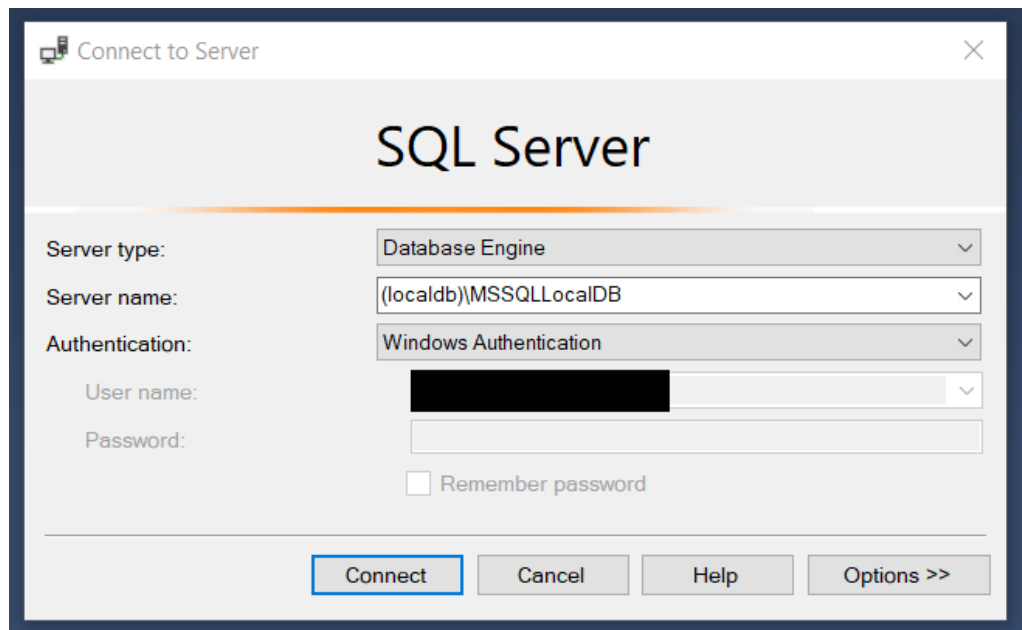 Connect to Server
SQL Server
Server type: Database Engine
Server name: (localdb)\MSSQLLocalDB
Authentication: Windows Authentication
User name:
Password:
Remember password
Connect Cancel Help Options >>